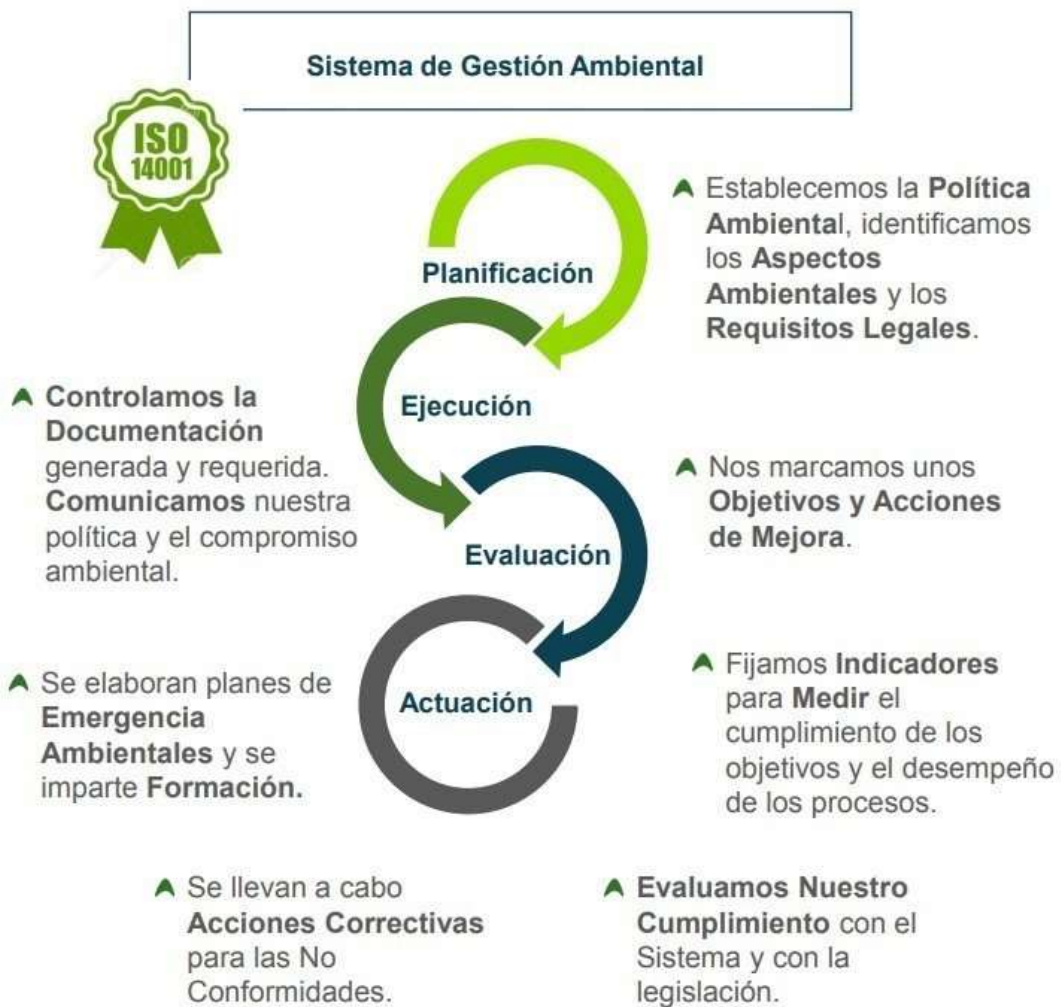 Sistema de Gestión Ambiental
ISO
14001
Planificación
Establecemos la Política
Ambiental, identificamos
los Aspectos
Ambientales y los
Requisitos Legales.
Ejecución
Controlamos la
Documentación
generada y requerida.
Comunicamos nuestra
política y el compromiso
ambiental.
Evaluación
Nos marcamos unos
Objetivos y Acciones
de Mejora.
Actuación
Se elaboran planes de
Emergencia
Ambientales y se
imparte Formación.
Fijamos Indicadores
para Medir el
cumplimiento de los
objetivos y el desempeño
de los procesos.
Se llevan a cabo
Acciones Correctivas
para las No
Conformidades.
Evaluamos Nuestro
Cumplimiento con el
Sistema y con la
legislación.